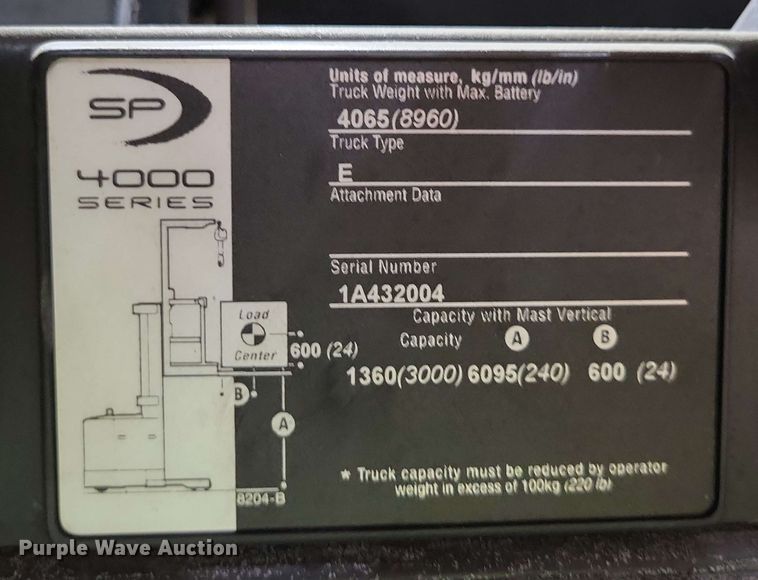 SP
4000
SERIES
Load
Center
600 (24)
B
A
8204-B
Units of measure, kg/mm (lb/in)
Truck Weight with Max. Battery
4065(8960)
Truck Type
E
Attachment Data
Serial Number
1A432004
Capacity with Mast Vertical
Capacity A B
1360(3000) 6095(240) 600 (24)
* Truck capacity must be reduced by operator
weight in excess of 100kg (220 lb)
Purple Wave Auction